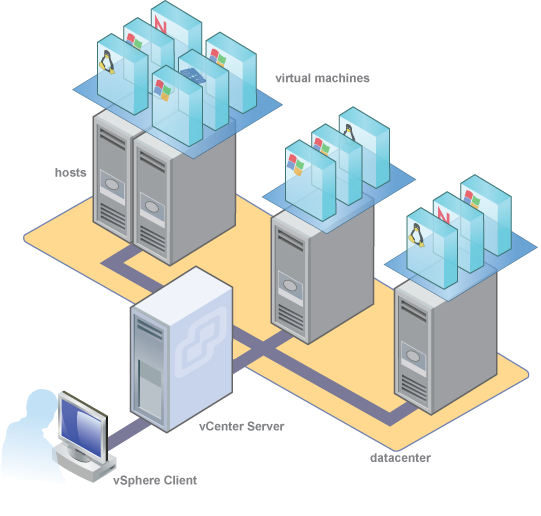 virtual machines
hosts
vCenter Server
datacenter
vSphere Client